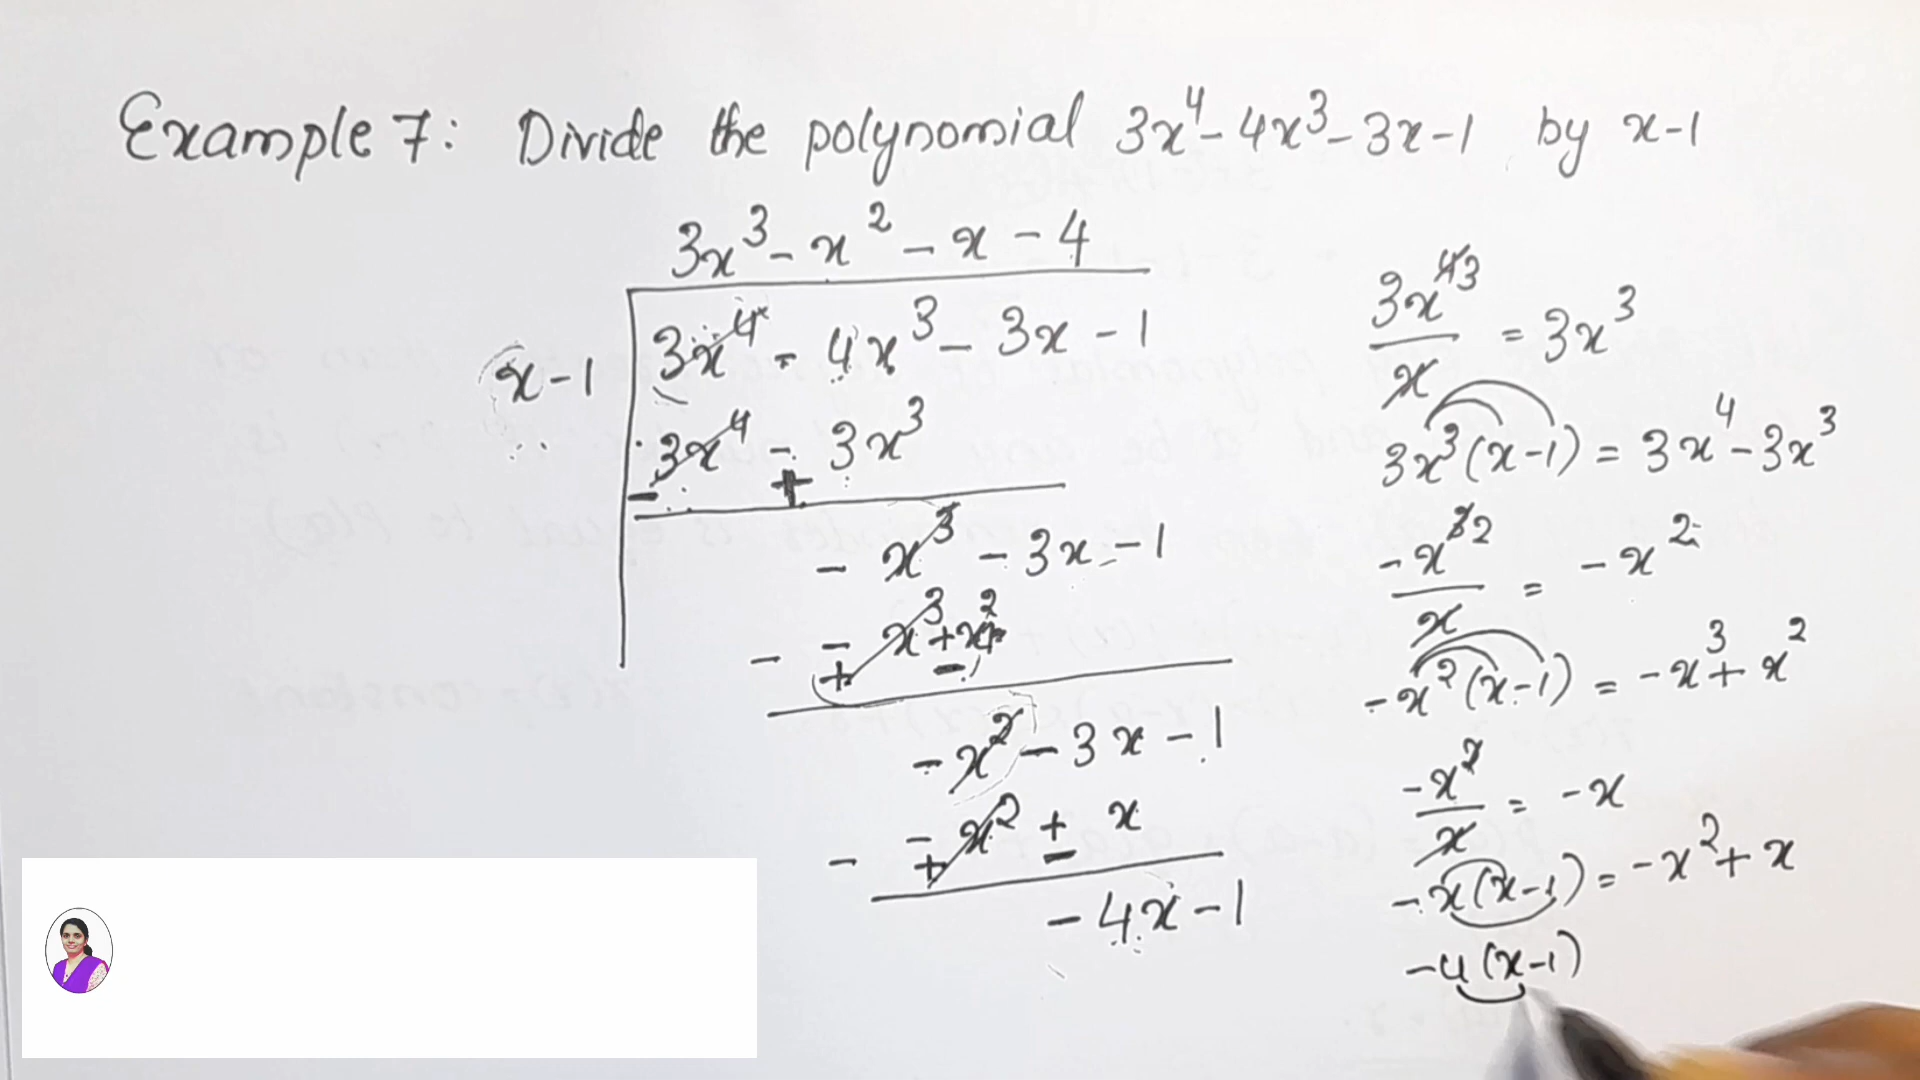 Example 7: Divide the polynomial 3x⁴ - 4x³ - 3x - 1 by x - 1
3x³ - x² - x - 4
x - 1
3x⁴ - 4x³ - 3x - 1
3x⁴ - 3x³
- +
- x³ - 3x - 1
- - x³ + x²
+ -
- x² - 3x - 1
- - x² + x
+ -
- 4x - 1
3x⁴3
/ x = 3x³
3x³(x - 1) = 3x⁴ - 3x³
- x³2
/ x = - x²
- x²(x - 1) = - x³ + x²
- x²
/ x = - x
- x(x - 1) = - x² + x
- 4(x - 1)